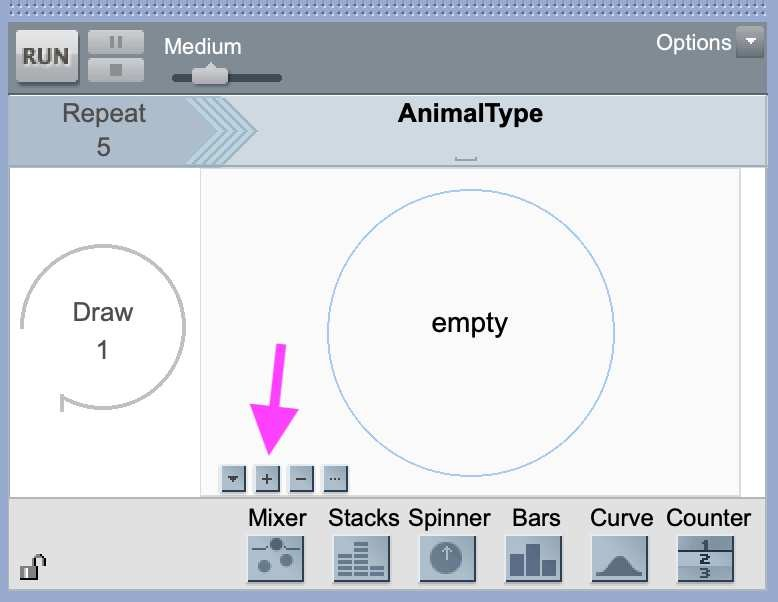 RUN
Medium
Options
Repeat
5
AnimalType
Draw
1
empty
Mixer Stacks Spinner Bars Curve Counter
1
2
3